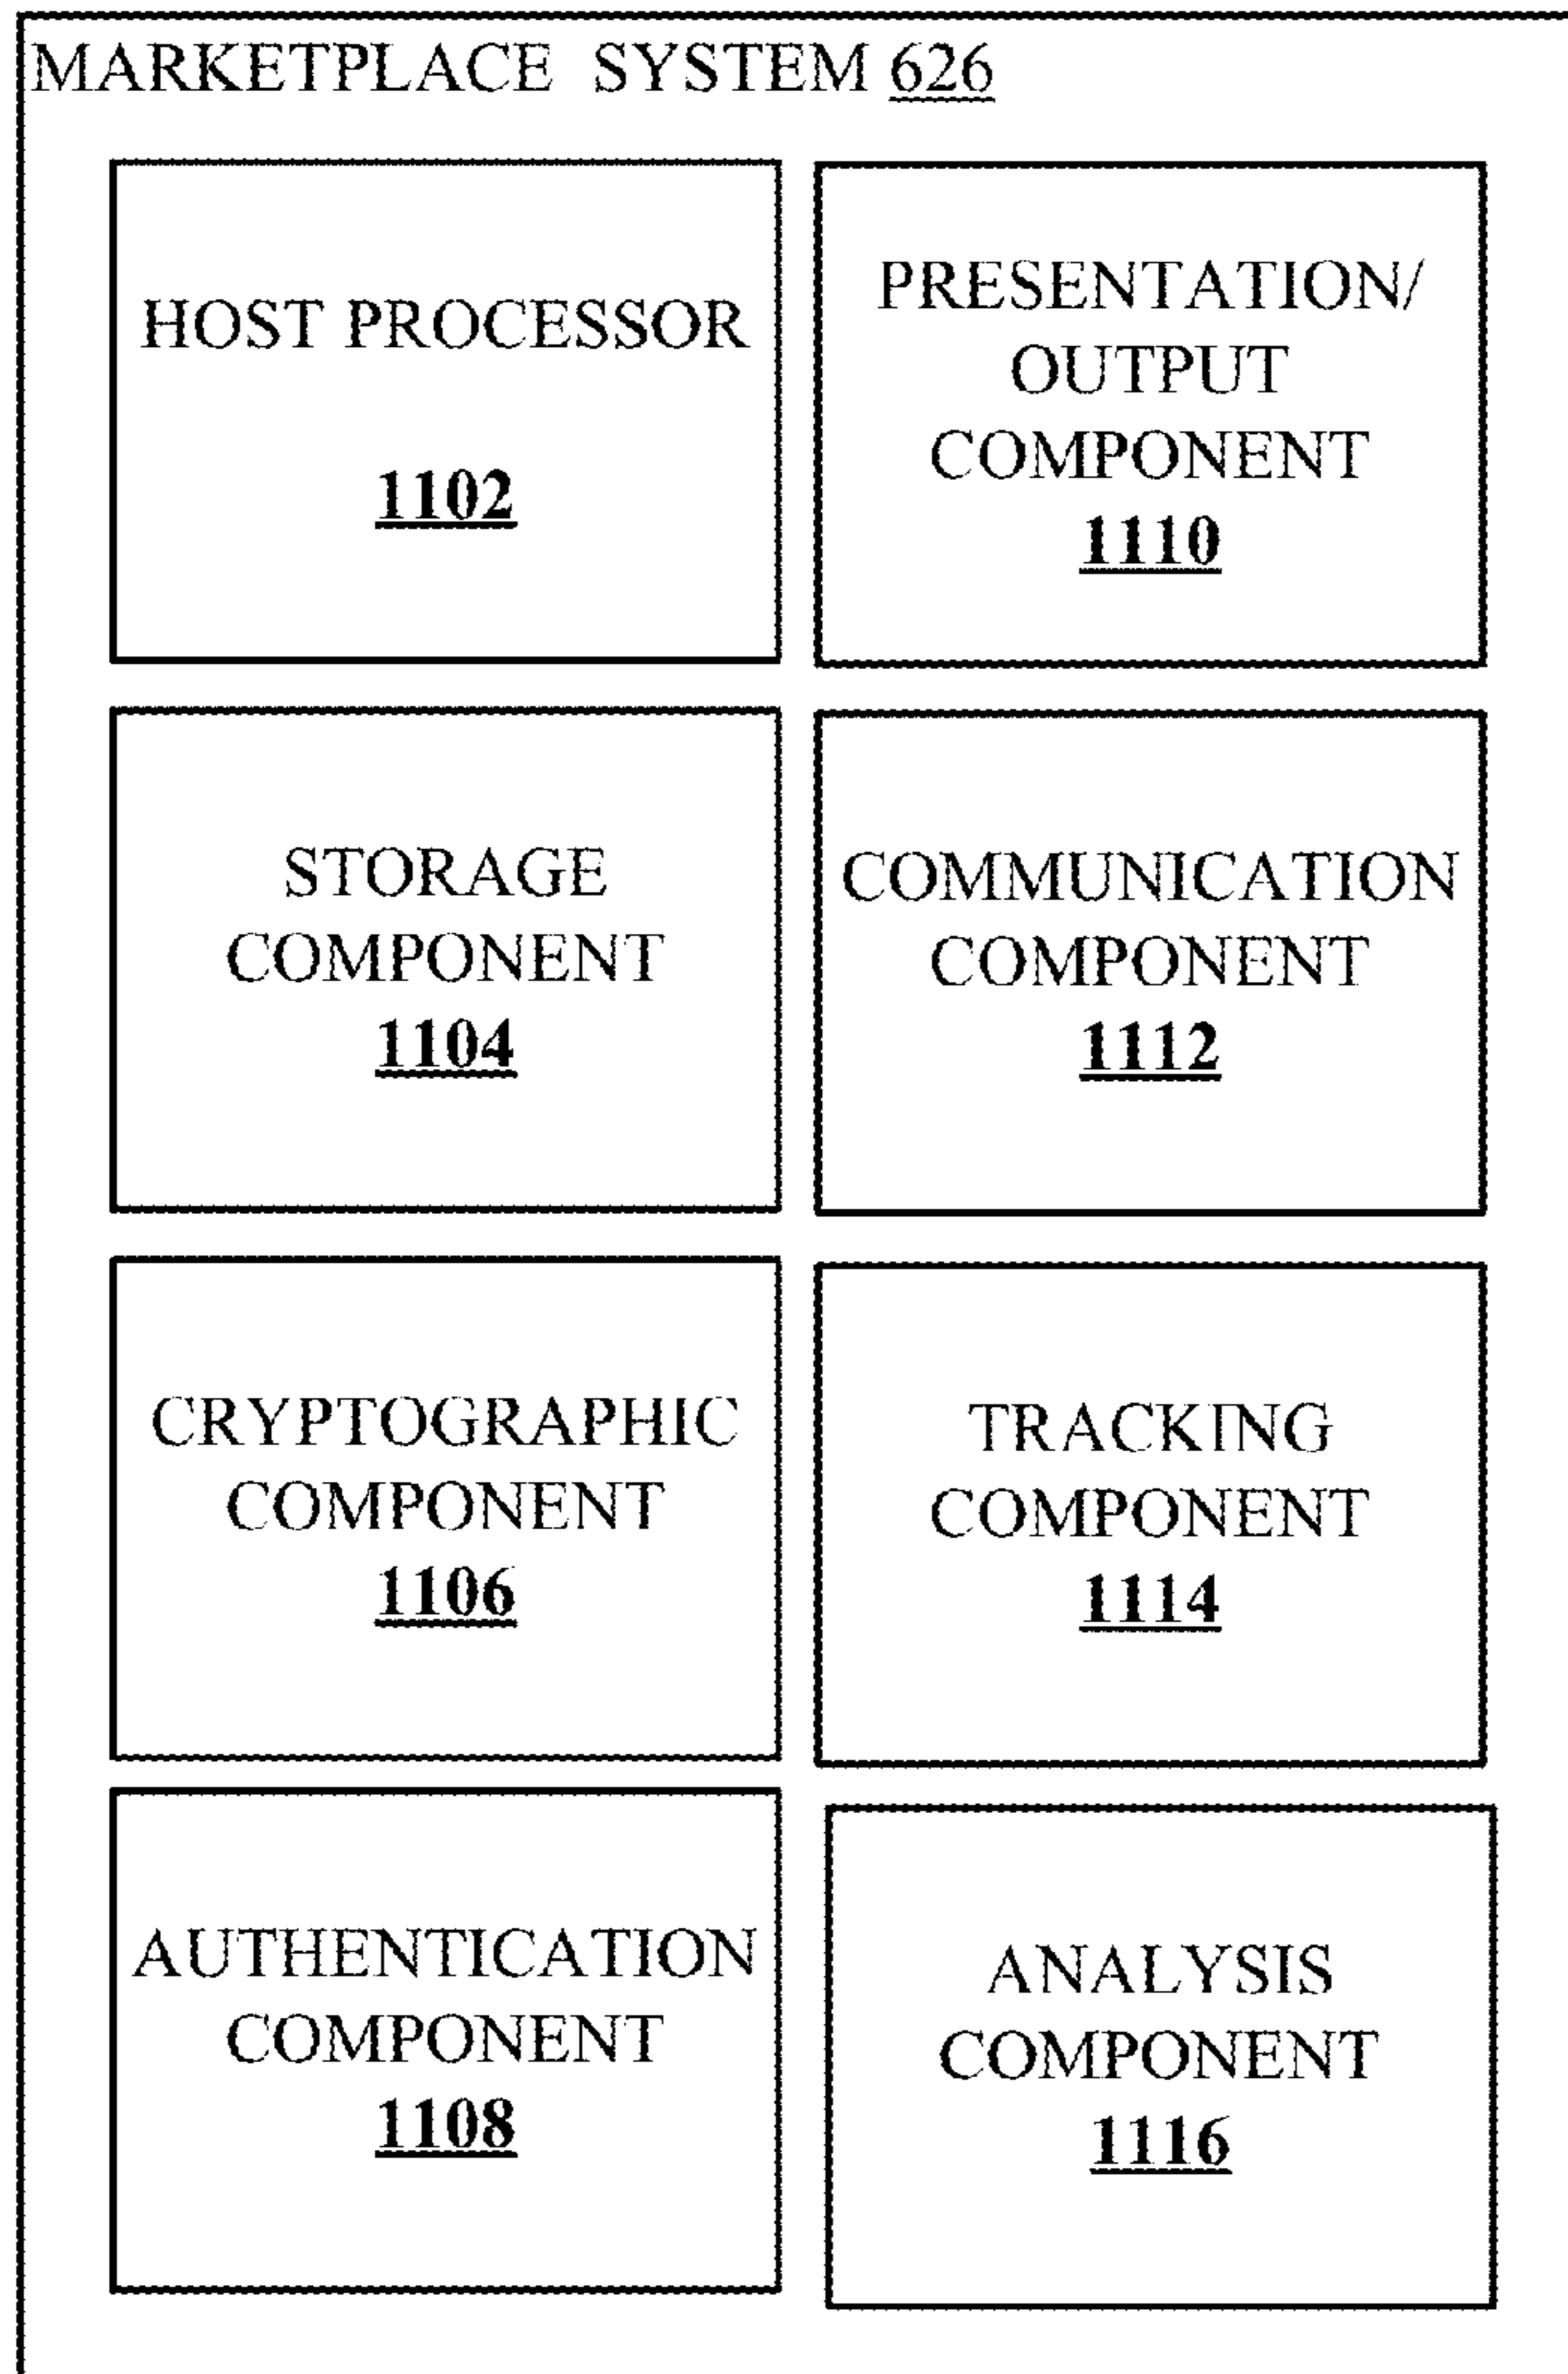 MARKETPLACE SYSTEM 626
HOST PROCESSOR
1102
PRESENTATION/
OUTPUT
COMPONENT
1110
STORAGE
COMPONENT
1104
COMMUNICATION
COMPONENT
1112
CRYPTOGRAPHIC
COMPONENT
1106
TRACKING
COMPONENT
1114
AUTHENTICATION
COMPONENT
1108
ANALYSIS
COMPONENT
1116